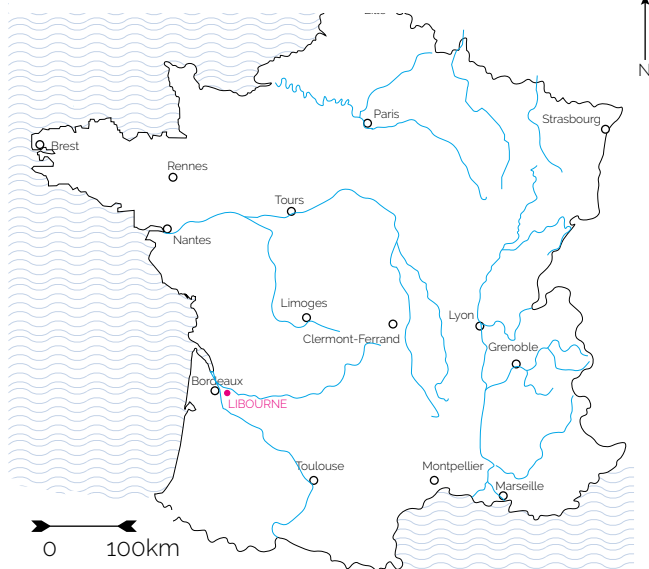 N
Paris
Strasbourg
Brest
Rennes
Tours
Nantes
Limoges
Lyon
Clermont-Ferrand
Grenoble
Bordeaux
LIBOURNE
Toulouse
Montpellier
Marseille
0 100km